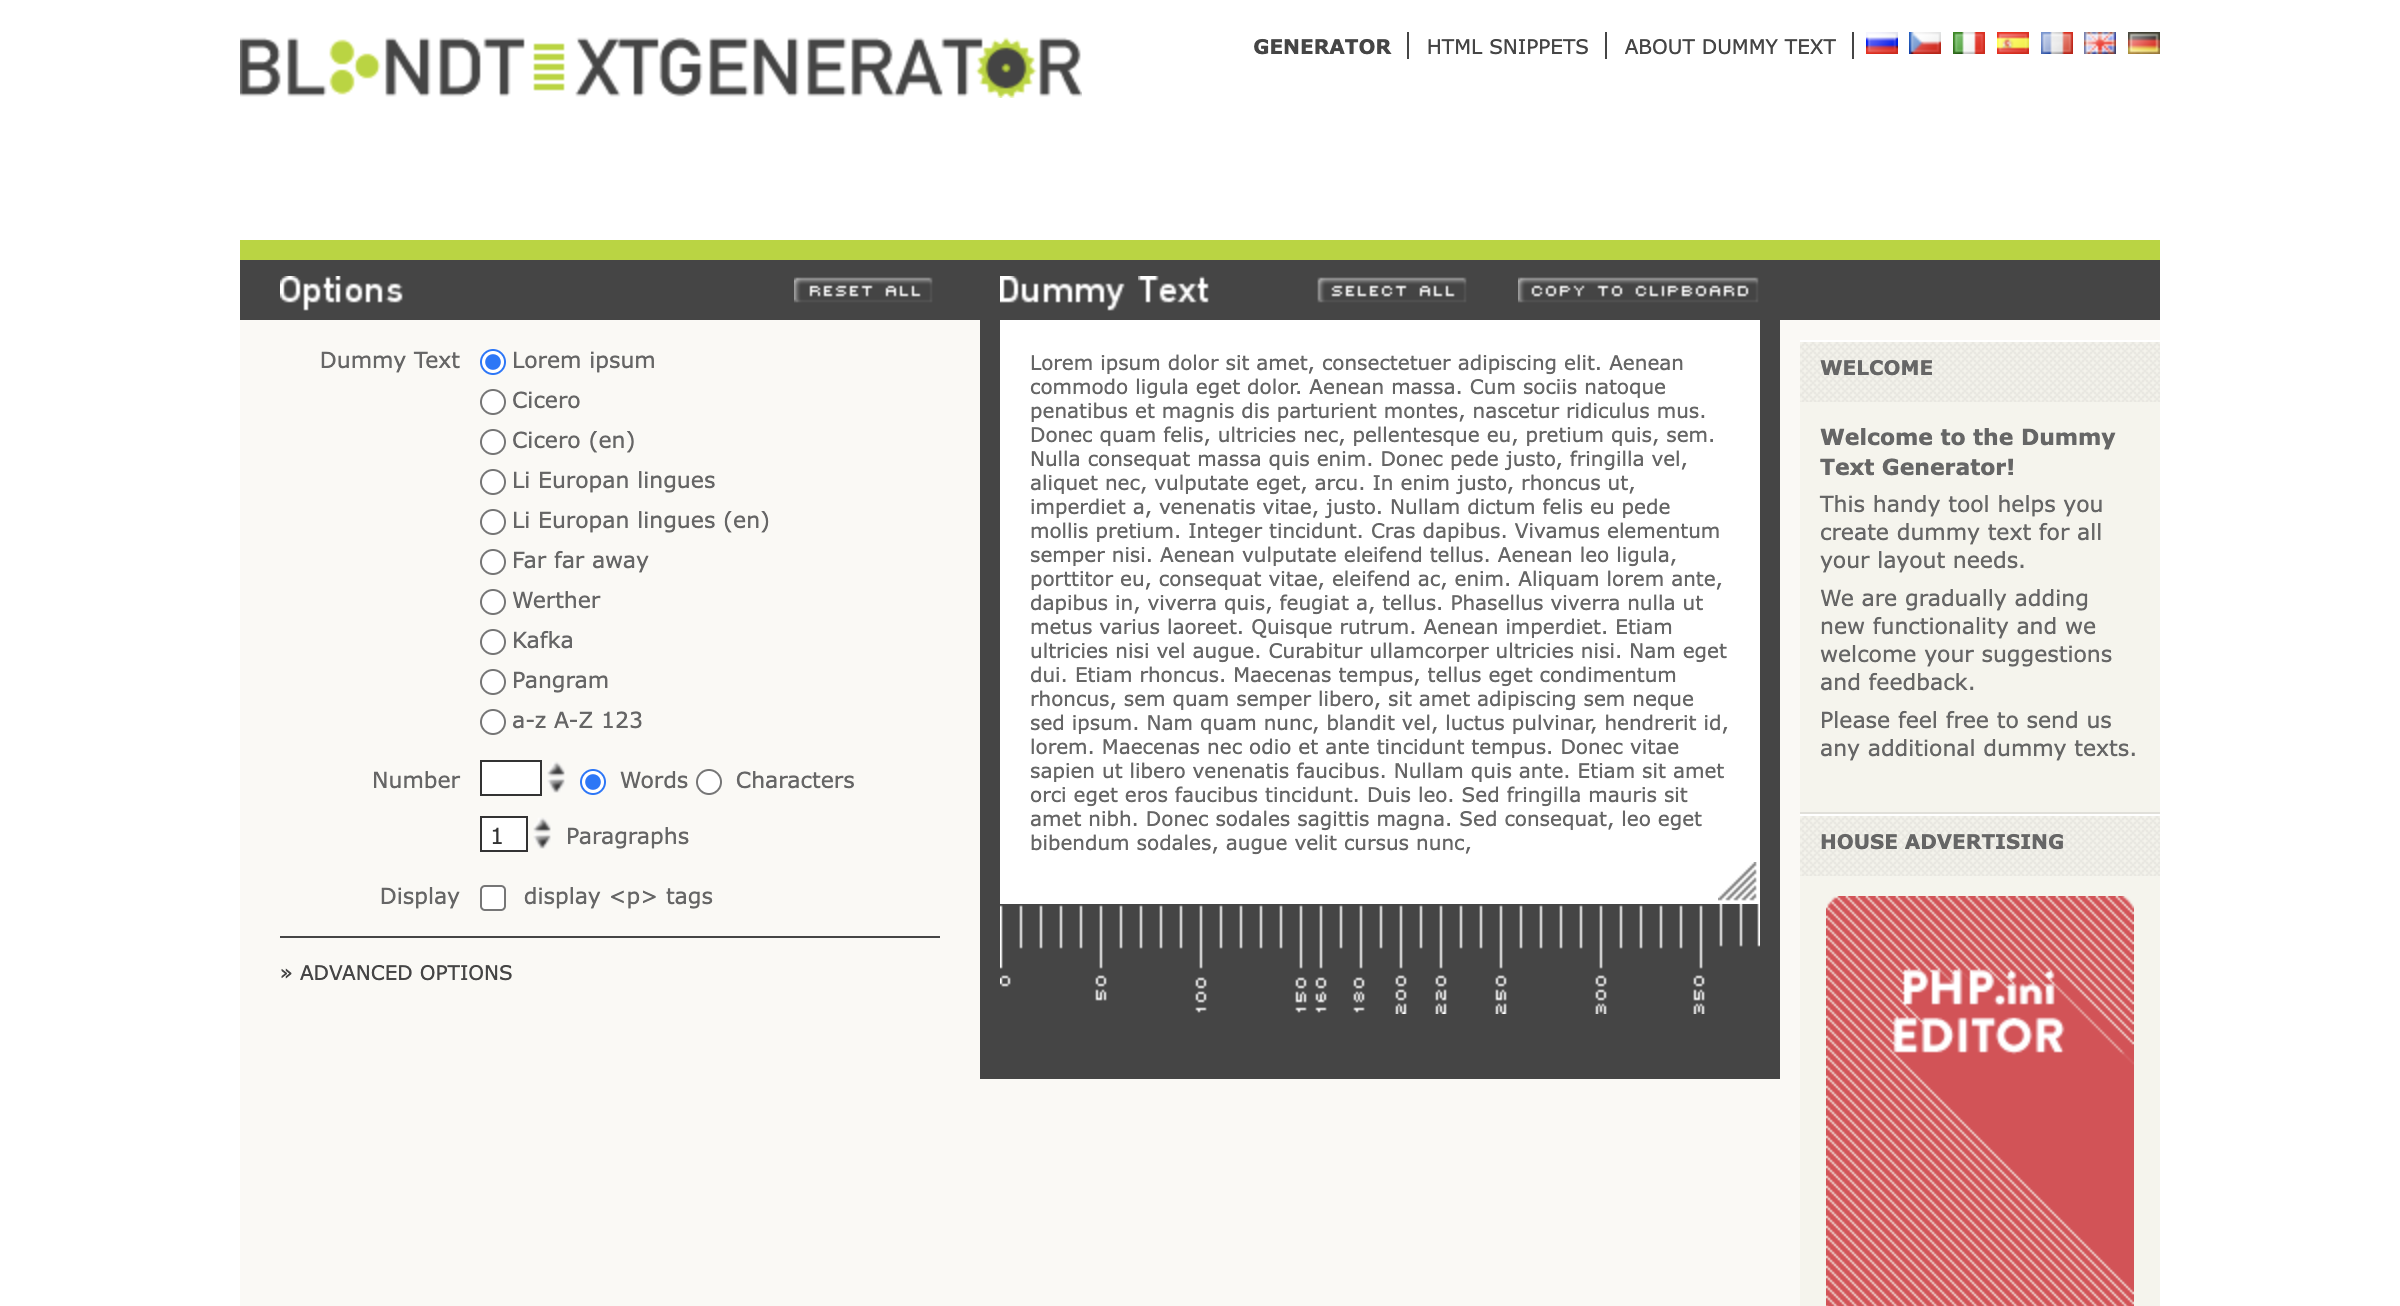 BLINDTEXTGENERATOR
GENERATOR | HTML SNIPPETS | ABOUT DUMMY TEXT |
Options
RESET ALL
Dummy Text
Lorem ipsum
Cicero
Cicero (en)
Li Europan lingues
Li Europan lingues (en)
Far far away
Werther
Kafka
Pangram
a-z A-Z 123
Number Words Characters
1 Paragraphs
Display display <p> tags
» ADVANCED OPTIONS
Dummy Text
SELECT ALL
COPY TO CLIPBOARD
Lorem ipsum dolor sit amet, consectetuer adipiscing elit. Aenean
commodo ligula eget dolor. Aenean massa. Cum sociis natoque
penatibus et magnis dis parturient montes, nascetur ridiculus mus.
Donec quam felis, ultricies nec, pellentesque eu, pretium quis, sem.
Nulla consequat massa quis enim. Donec pede justo, fringilla vel,
aliquet nec, vulputate eget, arcu. In enim justo, rhoncus ut,
imperdiet a, venenatis vitae, justo. Nullam dictum felis eu pede
mollis pretium. Integer tincidunt. Cras dapibus. Vivamus elementum
semper nisi. Aenean vulputate eleifend tellus. Aenean leo ligula,
porttitor eu, consequat vitae, eleifend ac, enim. Aliquam lorem ante,
dapibus in, viverra quis, feugiat a, tellus. Phasellus viverra nulla ut
metus varius laoreet. Quisque rutrum. Aenean imperdiet. Etiam
ultricies nisi vel augue. Curabitur ullamcorper ultricies nisi. Nam eget
dui. Etiam rhoncus. Maecenas tempus, tellus eget condimentum
rhoncus, sem quam semper libero, sit amet adipiscing sem neque
sed ipsum. Nam quam nunc, blandit vel, luctus pulvinar, hendrerit id,
lorem. Maecenas nec odio et ante tincidunt tempus. Donec vitae
sapien ut libero venenatis faucibus. Nullam quis ante. Etiam sit amet
orci eget eros faucibus tincidunt. Duis leo. Sed fringilla mauris sit
amet nibh. Donec sodales sagittis magna. Sed consequat, leo eget
bibendum sodales, augue velit cursus nunc,
0 50 100 150 160 180 200 220 250 300 350
WELCOME
Welcome to the Dummy
Text Generator!
This handy tool helps you
create dummy text for all
your layout needs.
We are gradually adding
new functionality and we
welcome your suggestions
and feedback.
Please feel free to send us
any additional dummy texts.
HOUSE ADVERTISING
PHP.ini
EDITOR